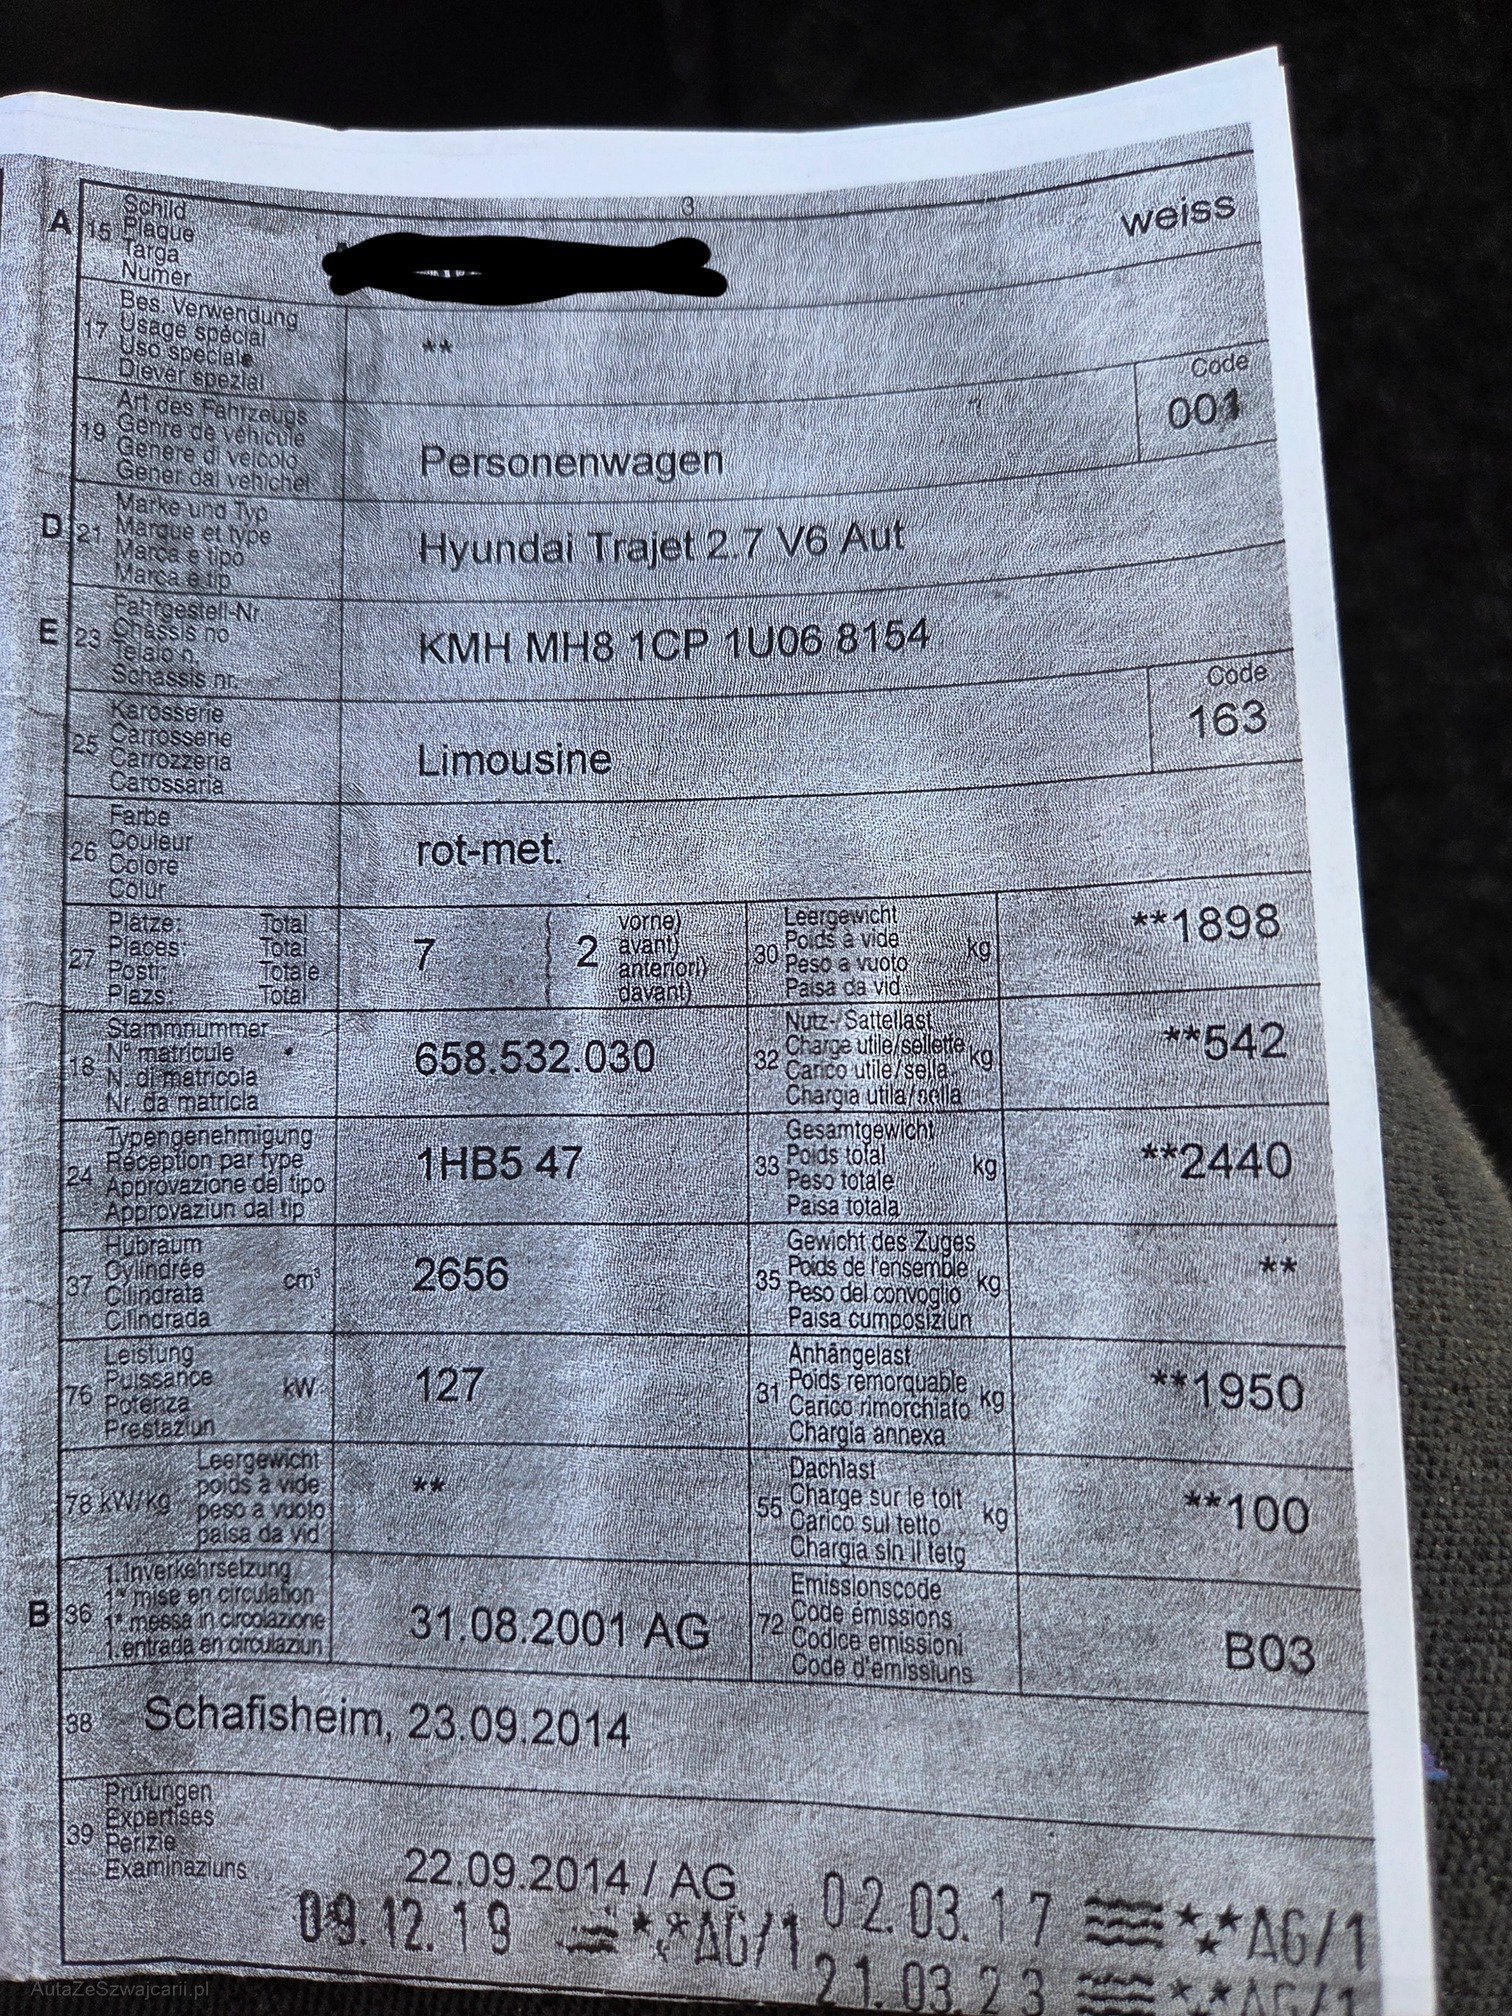 3
A 15 Schild
Plaque
Targa
Numer
weiss
17 Bes. Verwendung
Usage spécial
Uso speciale
Diever spezial
**
19 Art des Fahrzeugs
Genre de véhicule
Genere di veicolo
Gener dal vehichel
Personenwagen
Code
001
D 21 Marke und Typ
Marque et type
Marca e tipo
Marca e tip
Hyundai Trajet 2.7 V6 Aut
E 23 Fahrgestell-Nr.
Châssis no
Telaio n.
Schassis nr.
KMH MH8 1CP 1U06 8154
25 Karosserie
Carrosserie
Carrozzeria
Carossaria
Limousine
Code
163
26 Farbe
Couleur
Colore
Colur
rot-met.
27 Plätze: Total
Places: Total
Posti: Totale
Plazs: Total
7 2 vorne)
avant)
anteriori)
davant)
30 Leergewicht
Poids à vide kg
Peso a vuoto
Paisa da vid
**1898
18 Stammnummer
N° matricule
N. di matricola
Nr. da matricla
658.532.030
32 Nutz-/Sattellast
Charge utile/sellette kg
Carico utile/sella
Chargia utila/sella
**542
24 Typengenehmigung
Réception par type
Approvazione del tipo
Approvaziun dal tip
1HB5 47
33 Gesamtgewicht
Poids total kg
Peso totale
Paisa totala
**2440
37 Hubraum
Cylindrée cm³
Cilindrata
Cilindrada
2656
35 Gewicht des Zuges
Poids de l'ensemble kg
Peso del convoglio
Paisa cumposiziun
**
76 Leistung
Puissance kW
Potenza
Prestaziun
127
31 Anhängelast
Poids remorquable kg
Carico rimorchiato
Chargia annexa
**1950
78 kW/kg Leergewicht
poids à vide
peso a vuoto
paisa da vid
**
55 Dachlast
Charge sur le toit kg
Carico sul tetto
Chargia sin il tetg
**100
B 36 1. Inverkehrsetzung
1re mise en circulation
1a messa in circolazione
1. entrada en circulaziun
31.08.2001 AG
72 Emissionscode
Code émissions
Codice emissioni
Code d'emissiuns
B03
38 Schafisheim, 23.09.2014
39 Prüfungen
Expertises
Perizie
Examinaziuns
22.09.2014 / AG
02.03.17 **AG/1
09.12.19 **AG/1
21.03.23 **AG/1
AutaZeSzwajcarii.pl